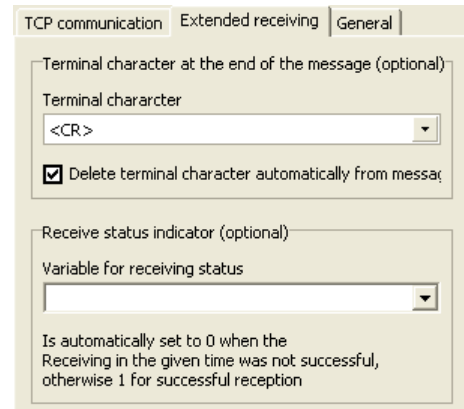 TCP communication Extended receiving General
Terminal character at the end of the message (optional)
Terminal chararcter
<CR>
Delete terminal character automatically from messag
Receive status indicator (optional)
Variable for receiving status
Is automatically set to 0 when the
Receiving in the given time was not successful,
otherwise 1 for successful reception